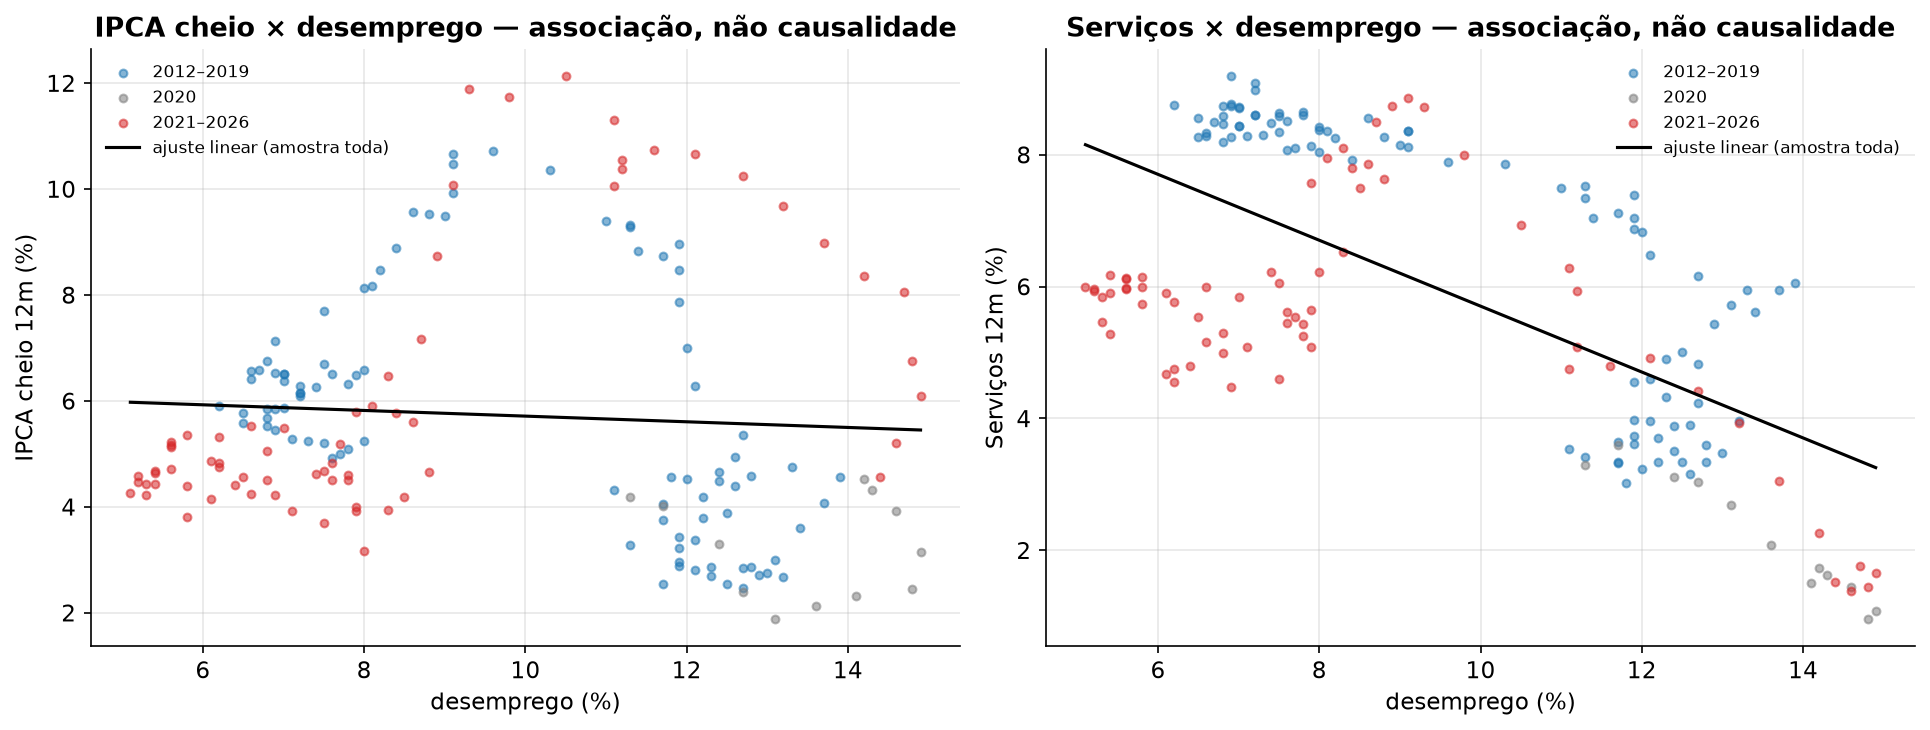 IPCA cheio × desemprego — associação, não causalidade
2012–2019
2020
2021–2026
ajuste linear (amostra toda)
12
10
8
6
4
2
IPCA cheio 12m (%)
6 8 10 12 14
desemprego (%)
Serviços × desemprego — associação, não causalidade
2012–2019
2020
2021–2026
ajuste linear (amostra toda)
8
6
4
2
Serviços 12m (%)
6 8 10 12 14
desemprego (%)